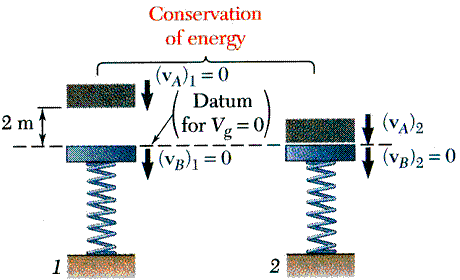 Conservation
of energy
(v_A)_1 = 0
Datum
for V_g = 0
2 m
(v_B)_1 = 0
(v_A)_2
(v_B)_2 = 0
1
2